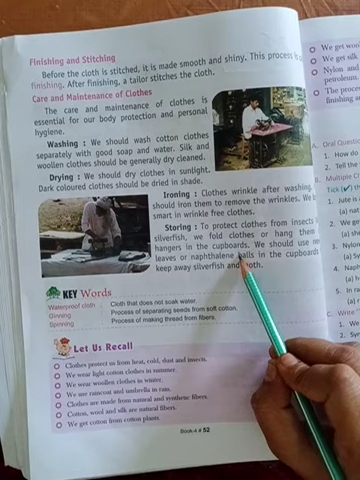 Finishing and Stitching
Before the cloth is stitched, it is made smooth and shiny. This process is
finishing. After finishing, a tailor stitches the cloth.
Care and Maintenance of Clothes
The care and maintenance of clothes is
essential for our body protection and personal
hygiene.
Washing : We should wash cotton clothes
separately with good soap and water. Silk and
woollen clothes should be generally dry cleaned.
Drying : We should dry clothes in sunlight.
Dark coloured clothes should be dried in shade.
Ironing : Clothes wrinkle after washing,
should iron them to remove the wrinkles. We
smart in wrinkle free clothes.
Storing : To protect clothes from insects
silverfish, we fold clothes or hang them
hangers in the cupboards. We should use
leaves or naphthalene balls in the cupboards
keep away silverfish and moth.
KEY Words
Waterproof cloth : Cloth that does not soak water.
Ginning : Process of separating seeds from soft cotton.
Spinning : Process of making thread from fibers.
Let Us Recall
Clothes protect us from heat, cold, dust and insects.
We wear light cotton clothes in summer.
We wear woollen clothes in winter.
We use raincoat and umbrella in rain.
Clothes are made from natural and synthetic fibers.
Cotton, wool and silk are natural fibers.
We get cotton from cotton plants.
Book-4 # 52
We get woo
We get silk
Nylon and
petroleum.
The proces
finishing
A. Oral Questio
1. How do
2. Tell the
B. Multiple C
Tick (✓)
1. Jute is
(a) nat
2. We ge
(a) she
3. Nylon
(a) Sy
4. Napt
(a) h
5. In ra
(a)
C. Write
1. We
2. Syn